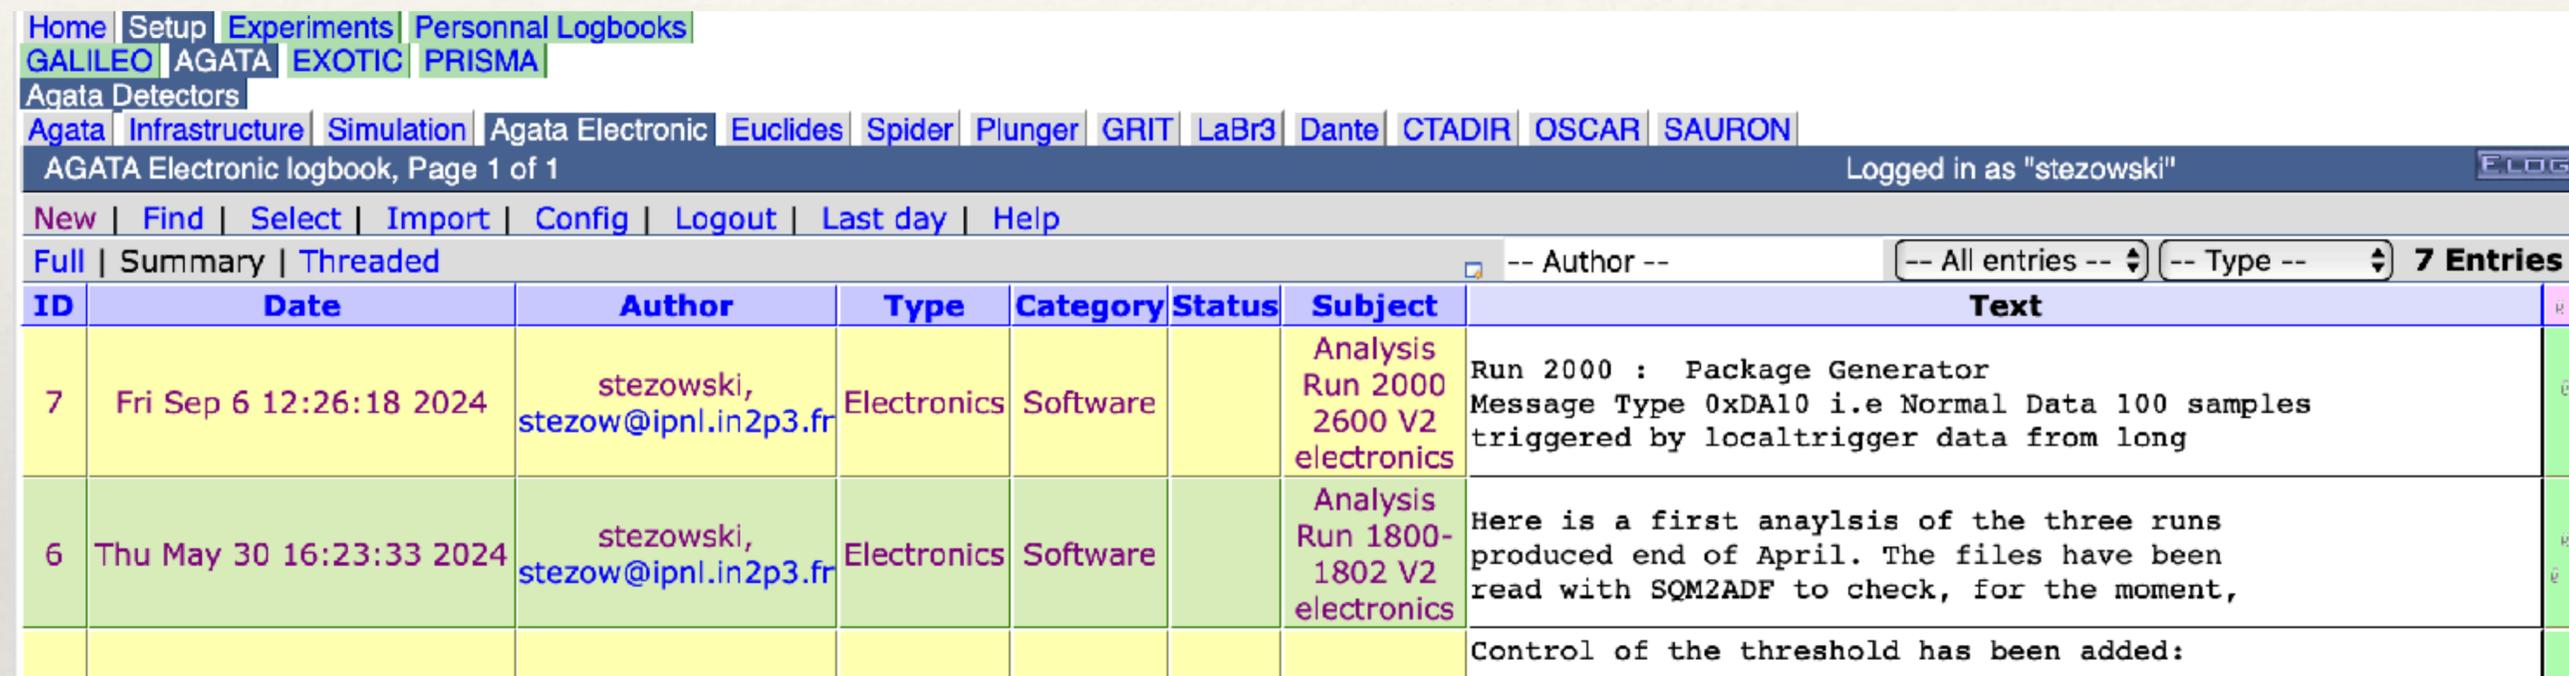 Home Setup Experiments Personnal Logbooks
GALILEO AGATA EXOTIC PRISMA
Agata Detectors
Agata Infrastructure Simulation Agata Electronic Euclides Spider Plunger GRIT LaBr3 Dante CTADIR OSCAR SAURON
AGATA Electronic logbook, Page 1 of 1 Logged in as "stezowski" ELOG
New | Find | Select | Import | Config | Logout | Last day | Help
Full | Summary | Threaded -- Author -- -- All entries -- -- Type -- 7 Entries
ID Date Author Type Category Status Subject Text
7 Fri Sep 6 12:26:18 2024 stezowski, stezow@ipnl.in2p3.fr Electronics Software
Analysis
Run 2000
2600 V2
electronics
Run 2000 : Package Generator
Message Type 0xDA10 i.e Normal Data 100 samples
triggered by localtrigger data from long
6 Thu May 30 16:23:33 2024 stezowski, stezow@ipnl.in2p3.fr Electronics Software
Analysis
Run 1800-
1802 V2
electronics
Here is a first anaylsis of the three runs
produced end of April. The files have been
read with SQM2ADF to check, for the moment,
Control of the threshold has been added: